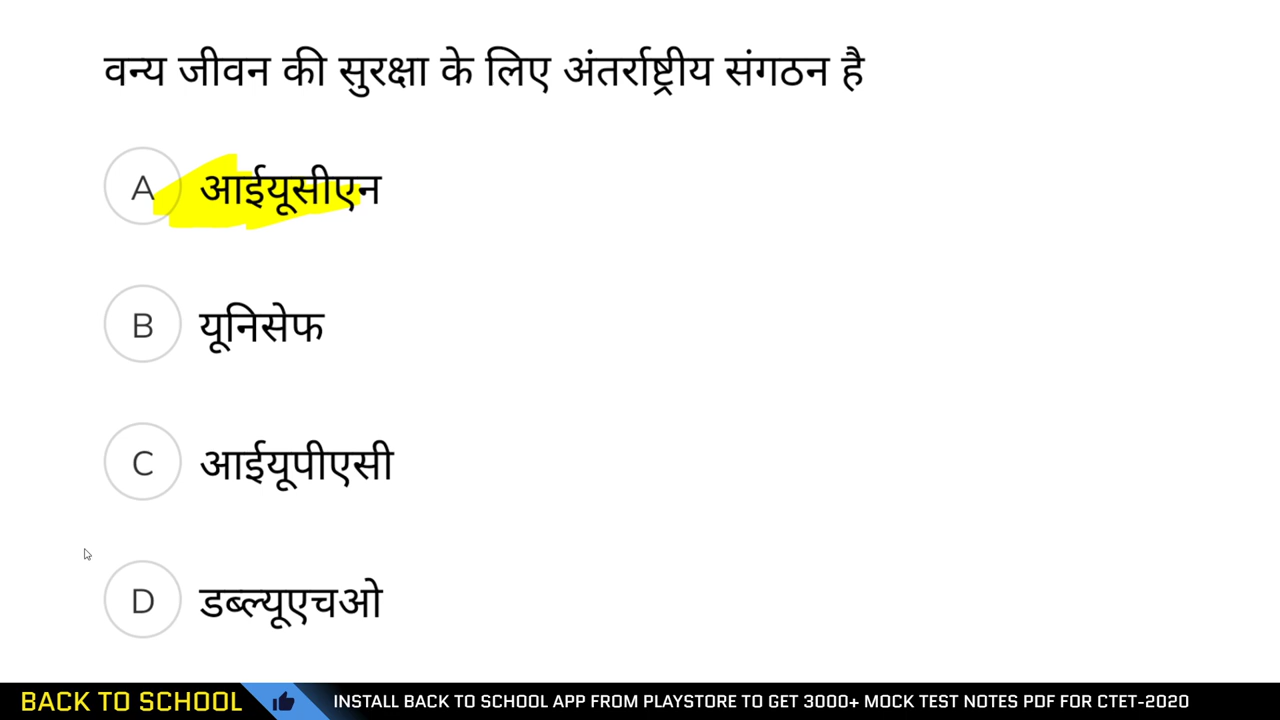 वन्य जीवन की सुरक्षा के लिए अंतर्राष्ट्रीय संगठन है
A आईयूसीएन
B यूनिसेफ
C आईयूपीएसी
D डब्ल्यूएचओ
BACK TO SCHOOL INSTALL BACK TO SCHOOL APP FROM PLAYSTORE TO GET 3000+ MOCK TEST NOTES PDF FOR CTET-2020